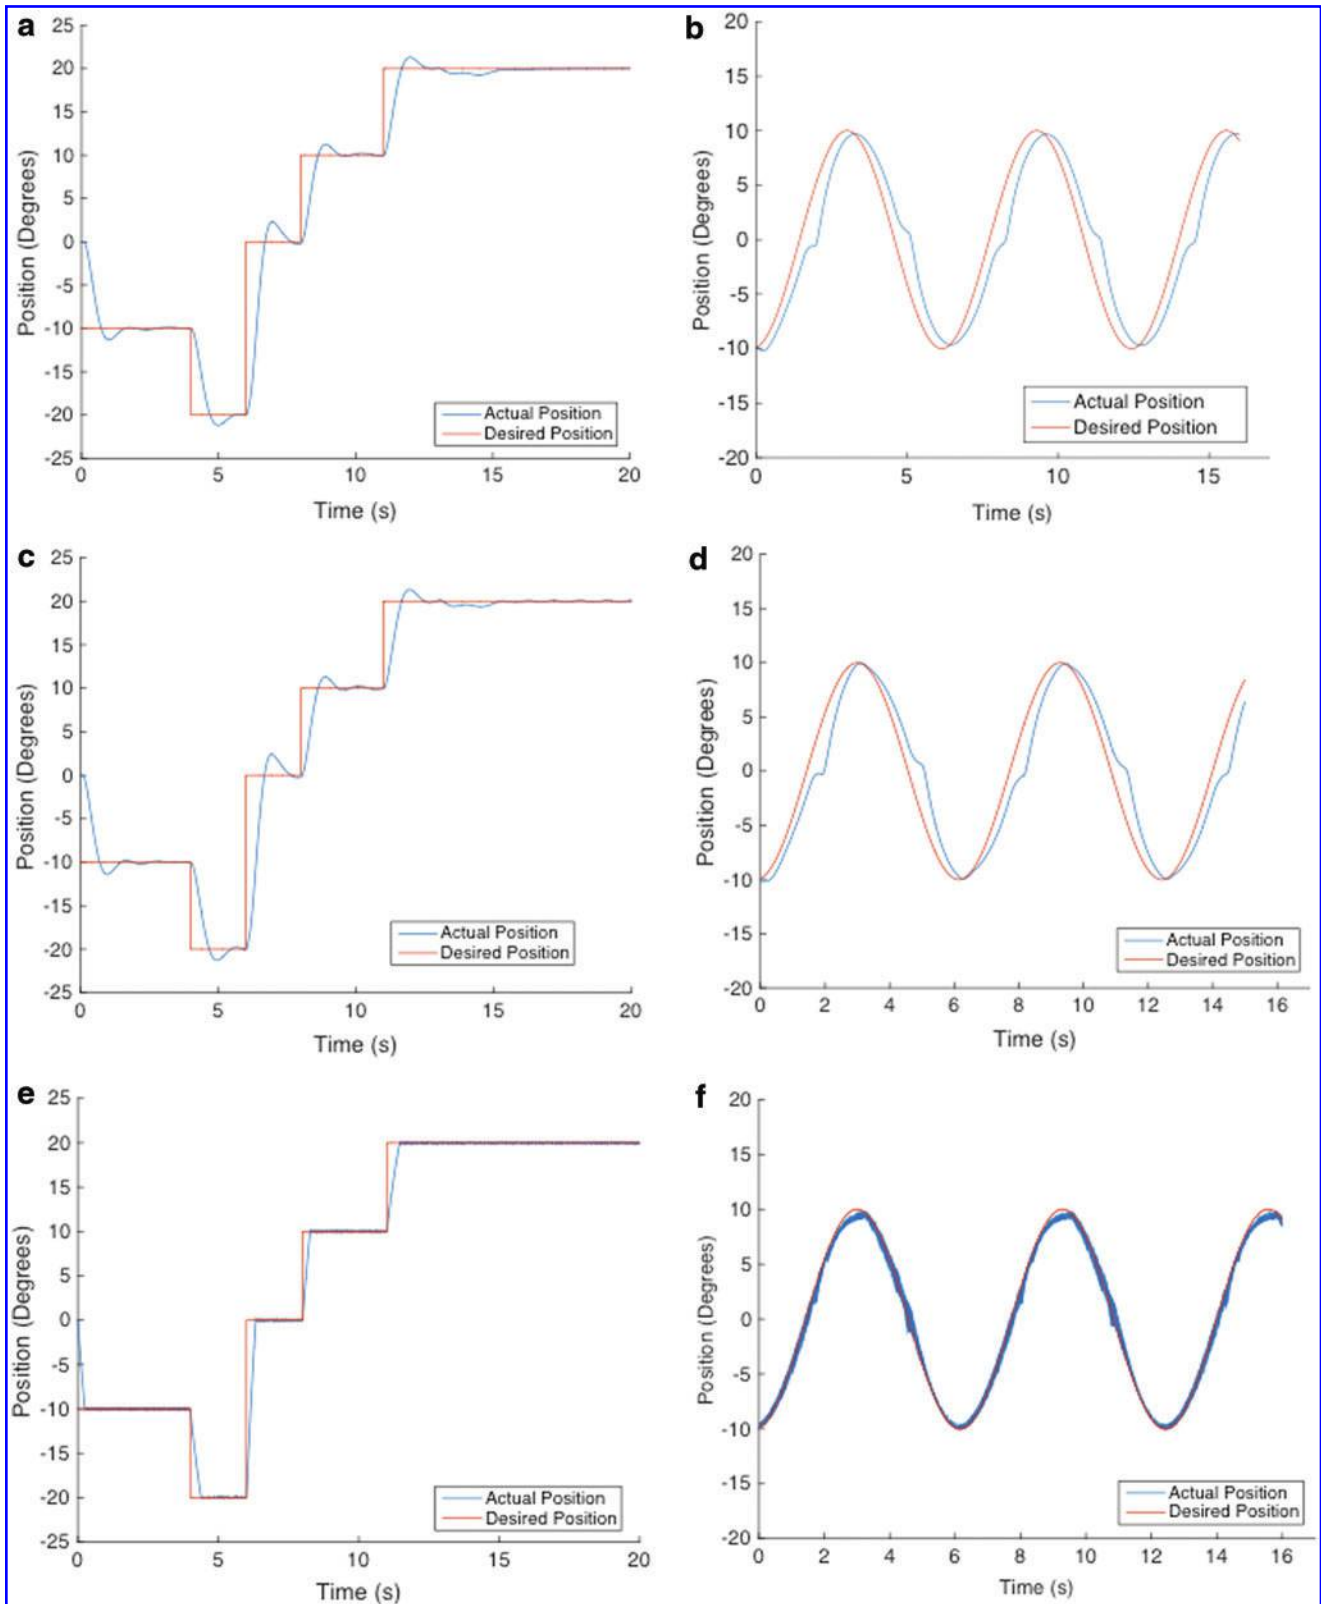 a
25
20
15
10
5
0
-5
-10
-15
-20
-25
Position (Degrees)
Actual Position
Desired Position
0 5 10 15 20
Time (s)
b
20
15
10
5
0
-5
-10
-15
-20
Position (Degrees)
Actual Position
Desired Position
0 5 10 15
Time (s)
c
25
20
15
10
5
0
-5
-10
-15
-20
-25
Position (Degrees)
Actual Position
Desired Position
0 5 10 15 20
Time (s)
d
20
15
10
5
0
-5
-10
-15
-20
Position (Degrees)
Actual Position
Desired Position
0 2 4 6 8 10 12 14 16
Time (s)
e
25
20
15
10
5
0
-5
-10
-15
-20
-25
Position (Degrees)
Actual Position
Desired Position
0 5 10 15 20
Time (s)
f
20
15
10
5
0
-5
-10
-15
-20
Position (Degrees)
Actual Position
Desired Position
0 2 4 6 8 10 12 14 16
Time (s)